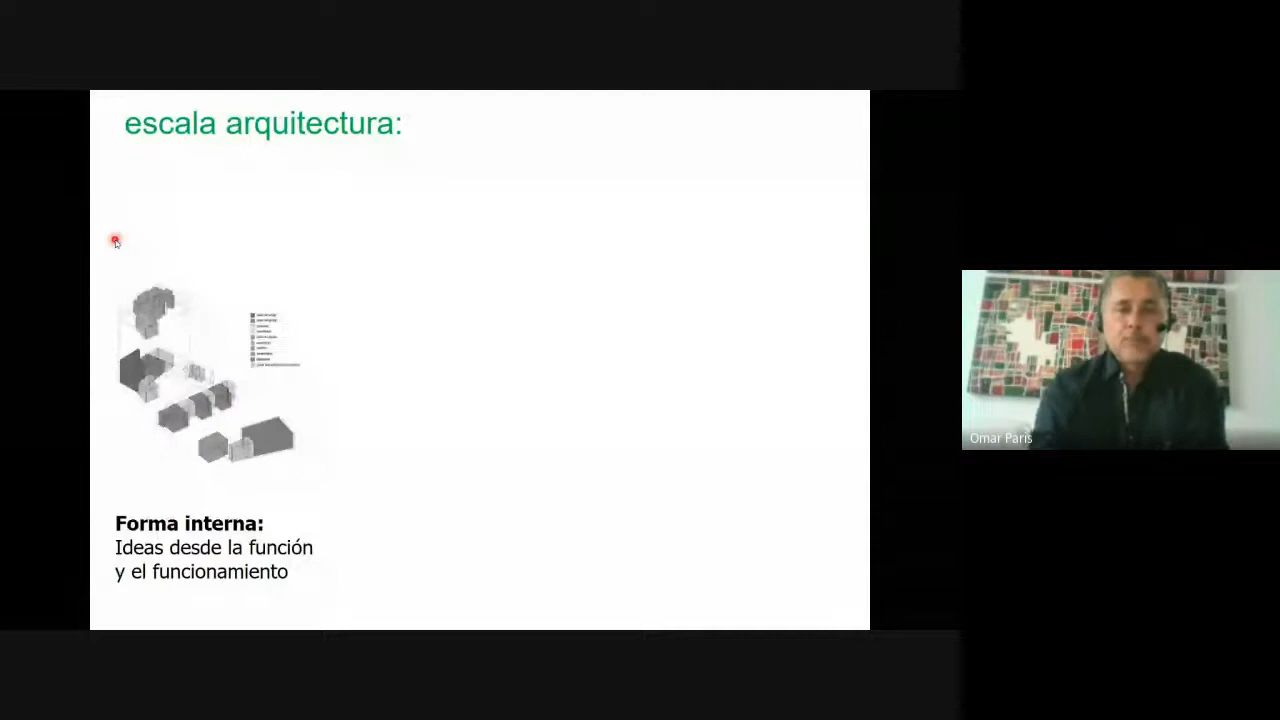 escala arquitectura:
Forma interna:
Ideas desde la función
y el funcionamiento
Omar Paris